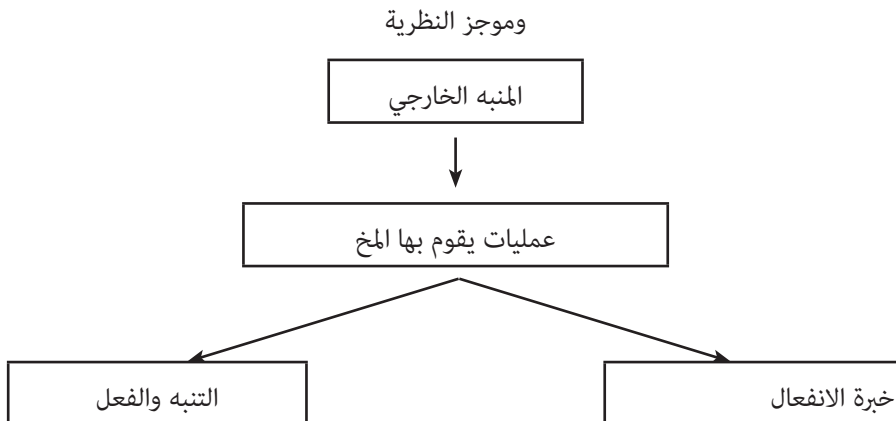 وموجز النظرية
المنبه الخارجي
عمليات يقوم بها المخ
خبرة الانفعال
التنبه والفعل